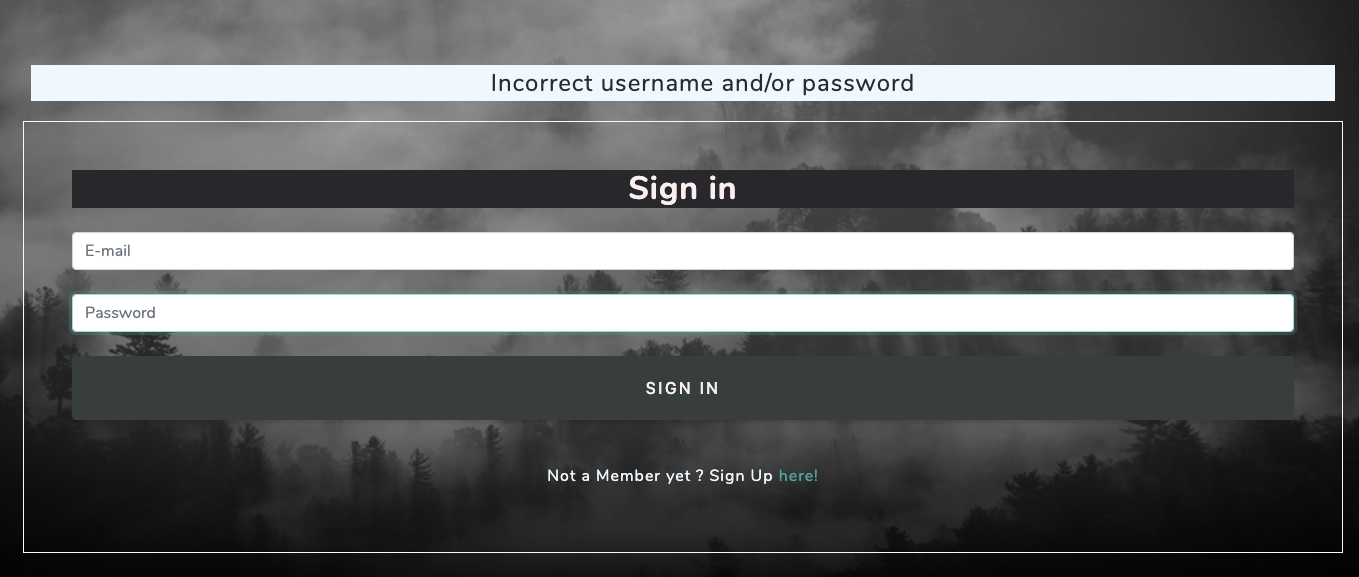 Incorrect username and/or password
Sign in
E-mail
Password
SIGN IN
Not a Member yet ? Sign Up here!